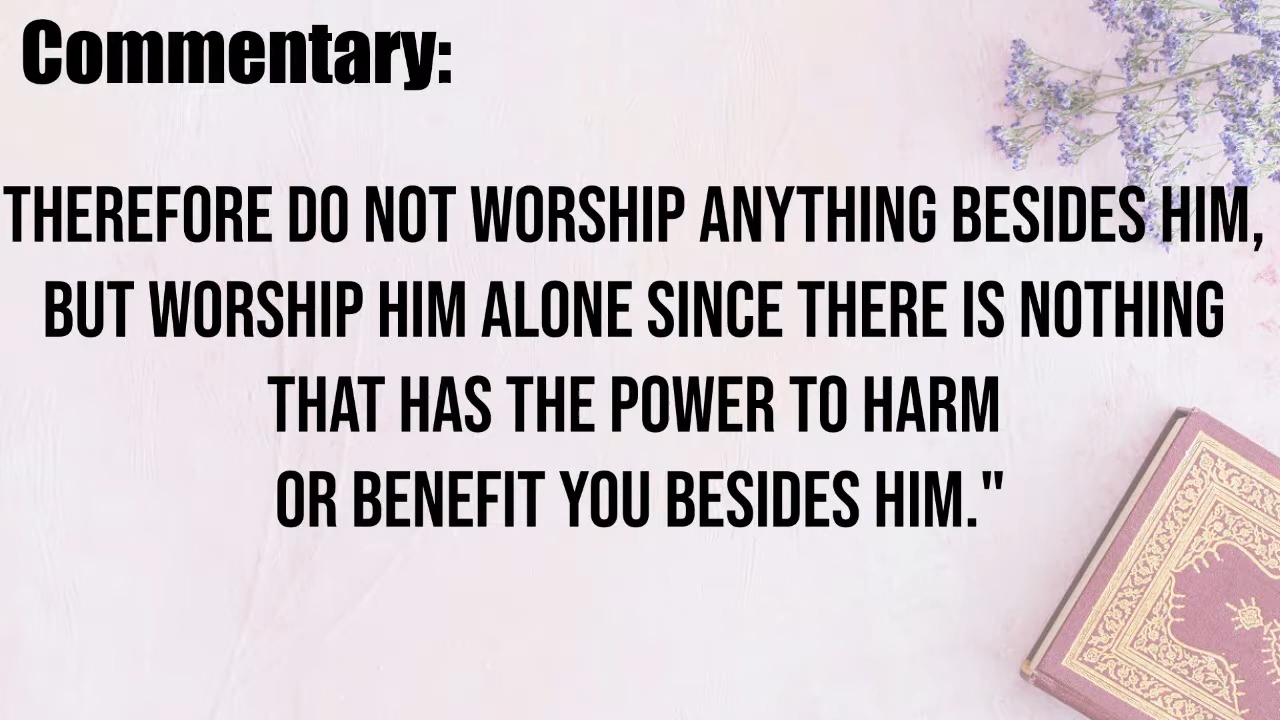 Commentary:
THEREFORE DO NOT WORSHIP ANYTHING BESIDES HIM,
BUT WORSHIP HIM ALONE SINCE THERE IS NOTHING
THAT HAS THE POWER TO HARM
OR BENEFIT YOU BESIDES HIM."